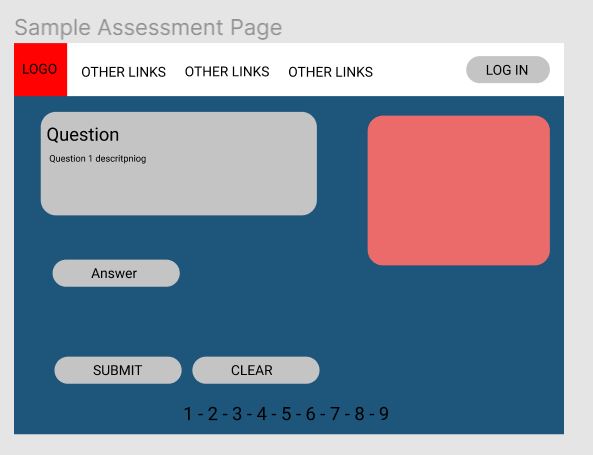 Sample Assessment Page
LOGO OTHER LINKS OTHER LINKS OTHER LINKS LOG IN
Question
Question 1 descritpniog
Answer
SUBMIT CLEAR
1 - 2 - 3 - 4 - 5 - 6 - 7 - 8 - 9